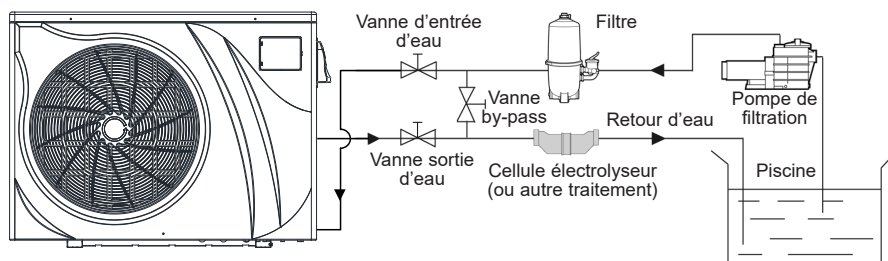 Vanne d’entrée
d’eau
Filtre
Vanne
by-pass
Pompe de
filtration
Vanne sortie
d’eau
Cellule électrolyseur
(ou autre traitement)
Retour d’eau
Piscine